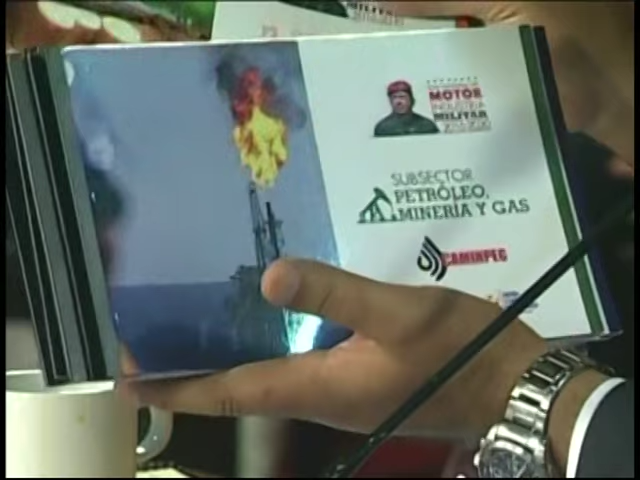 MOTOR
INDUSTRIA
MILITAR
SUBSECTOR
PETRÓLEO,
MINERÍA Y GAS
CAMINPEG